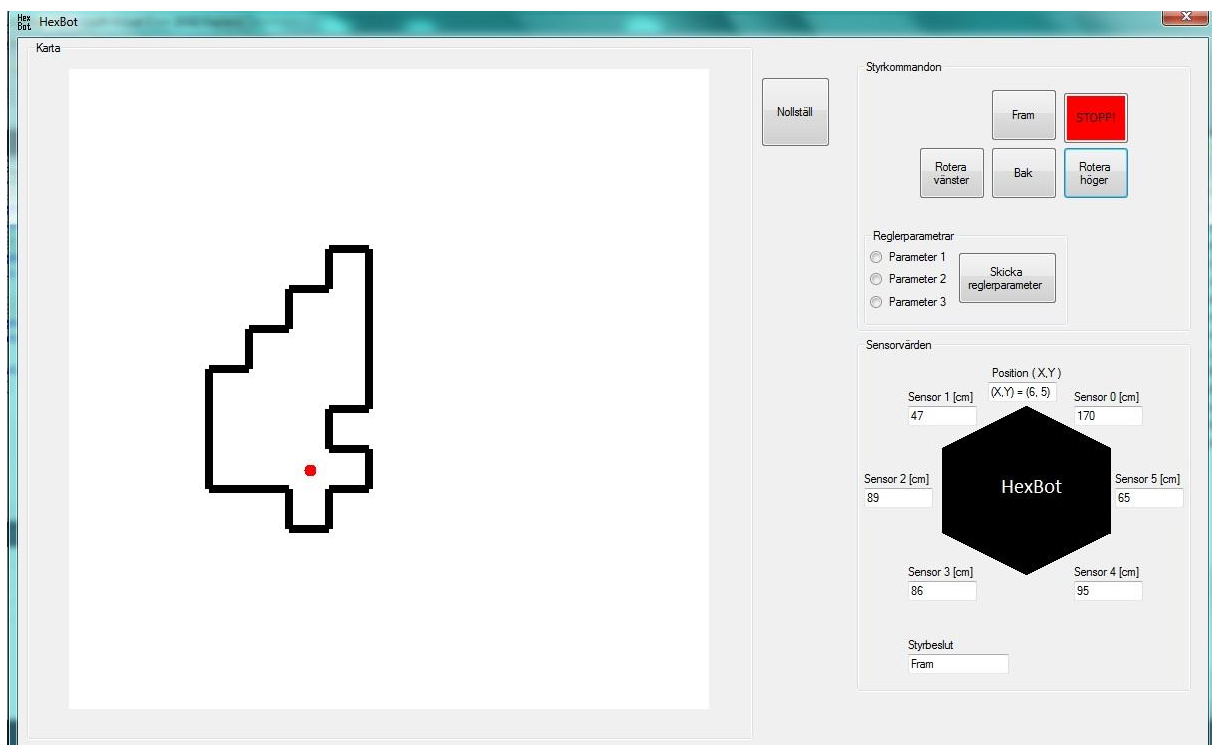 Hex
Bot
HexBot
Karta
Nollställ
Styrkommandon
Fram
STOPP!
Rotera
vänster
Bak
Rotera
höger
Reglerparametrar
Parameter 1
Parameter 2
Parameter 3
Skicka
reglerparameter
Sensorvärden
Position ( X,Y )
(X,Y) = (6, 5)
Sensor 1 [cm]
47
Sensor 0 [cm]
170
Sensor 2 [cm]
89
HexBot
Sensor 5 [cm]
65
Sensor 3 [cm]
86
Sensor 4 [cm]
95
Styrbeslut
Fram